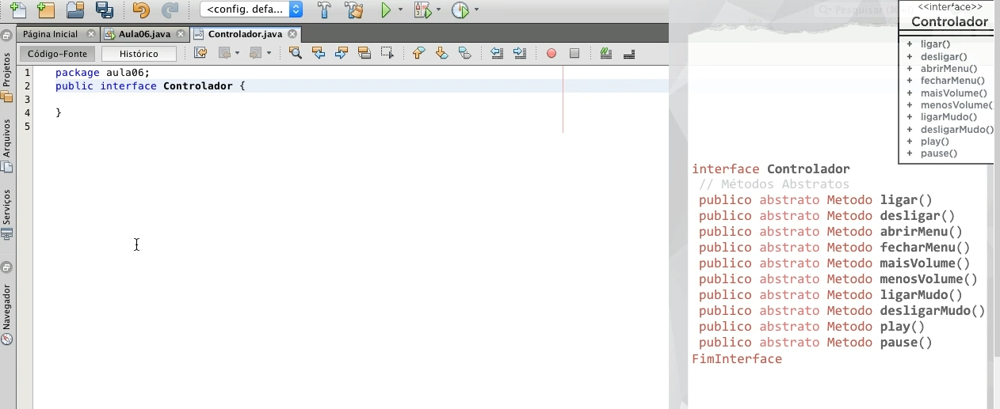 <config. defa...
Pesquisar (⌘
Página Inicial
Aula06.java
Controlador.java
Código-Fonte
Histórico
Projetos
Arquivos
Serviços
Navegador
1 package aula06;
2 public interface Controlador {
3
4 }
5
<<interface>>
Controlador
+ ligar()
+ desligar()
+ abrirMenu()
+ fecharMenu()
+ maisVolume()
+ menosVolume(
+ ligarMudo()
+ desligarMudo()
+ play()
+ pause()
interface Controlador
// Métodos Abstratos
publico abstrato Metodo ligar()
publico abstrato Metodo desligar()
publico abstrato Metodo abrirMenu()
publico abstrato Metodo fecharMenu()
publico abstrato Metodo maisVolume()
publico abstrato Metodo menosVolume()
publico abstrato Metodo ligarMudo()
publico abstrato Metodo desligarMudo()
publico abstrato Metodo play()
publico abstrato Metodo pause()
FimInterface